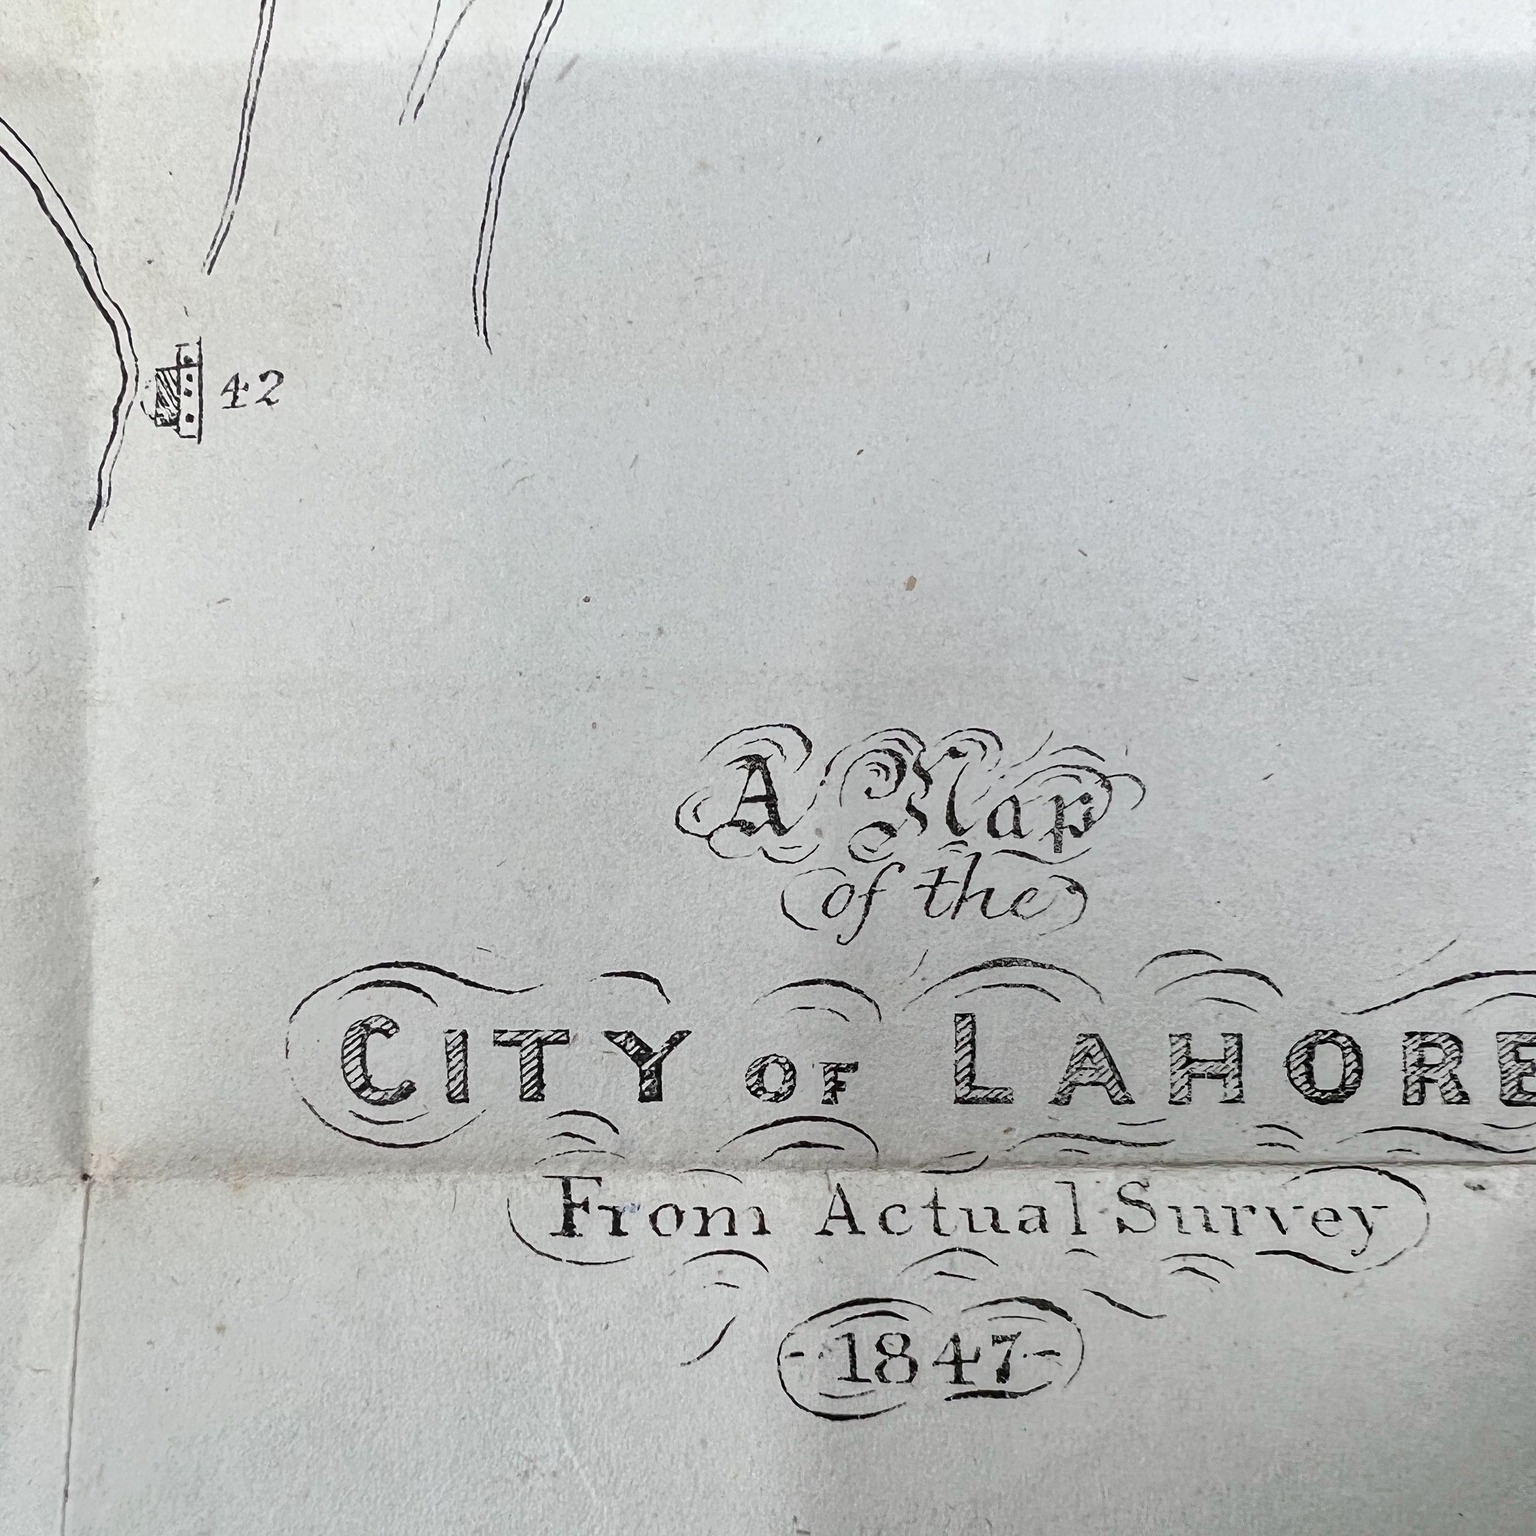 42
A Map
of the
CITY OF LAHORE
From Actual Survey
- 1847 -